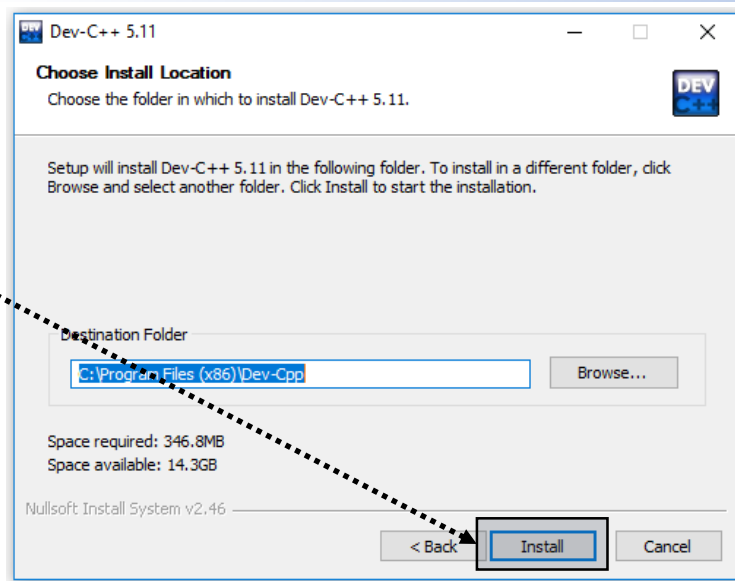 Dev-C++ 5.11
Choose Install Location
Choose the folder in which to install Dev-C++ 5.11.
DEV
C++
Setup will install Dev-C++ 5.11 in the following folder. To install in a different folder, click
Browse and select another folder. Click Install to start the installation.
Destination Folder
C:\Program Files (x86)\Dev-Cpp
Browse...
Space required: 346.8MB
Space available: 14.3GB
Nullsoft Install System v2.46
< Back
Install
Cancel